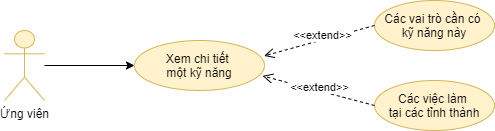 Các vai trò cần có
kỹ năng này
<<extend>>
Xem chi tiết
một kỹ năng
<<extend>>
Các việc làm
tại các tỉnh thành
Ứng viên